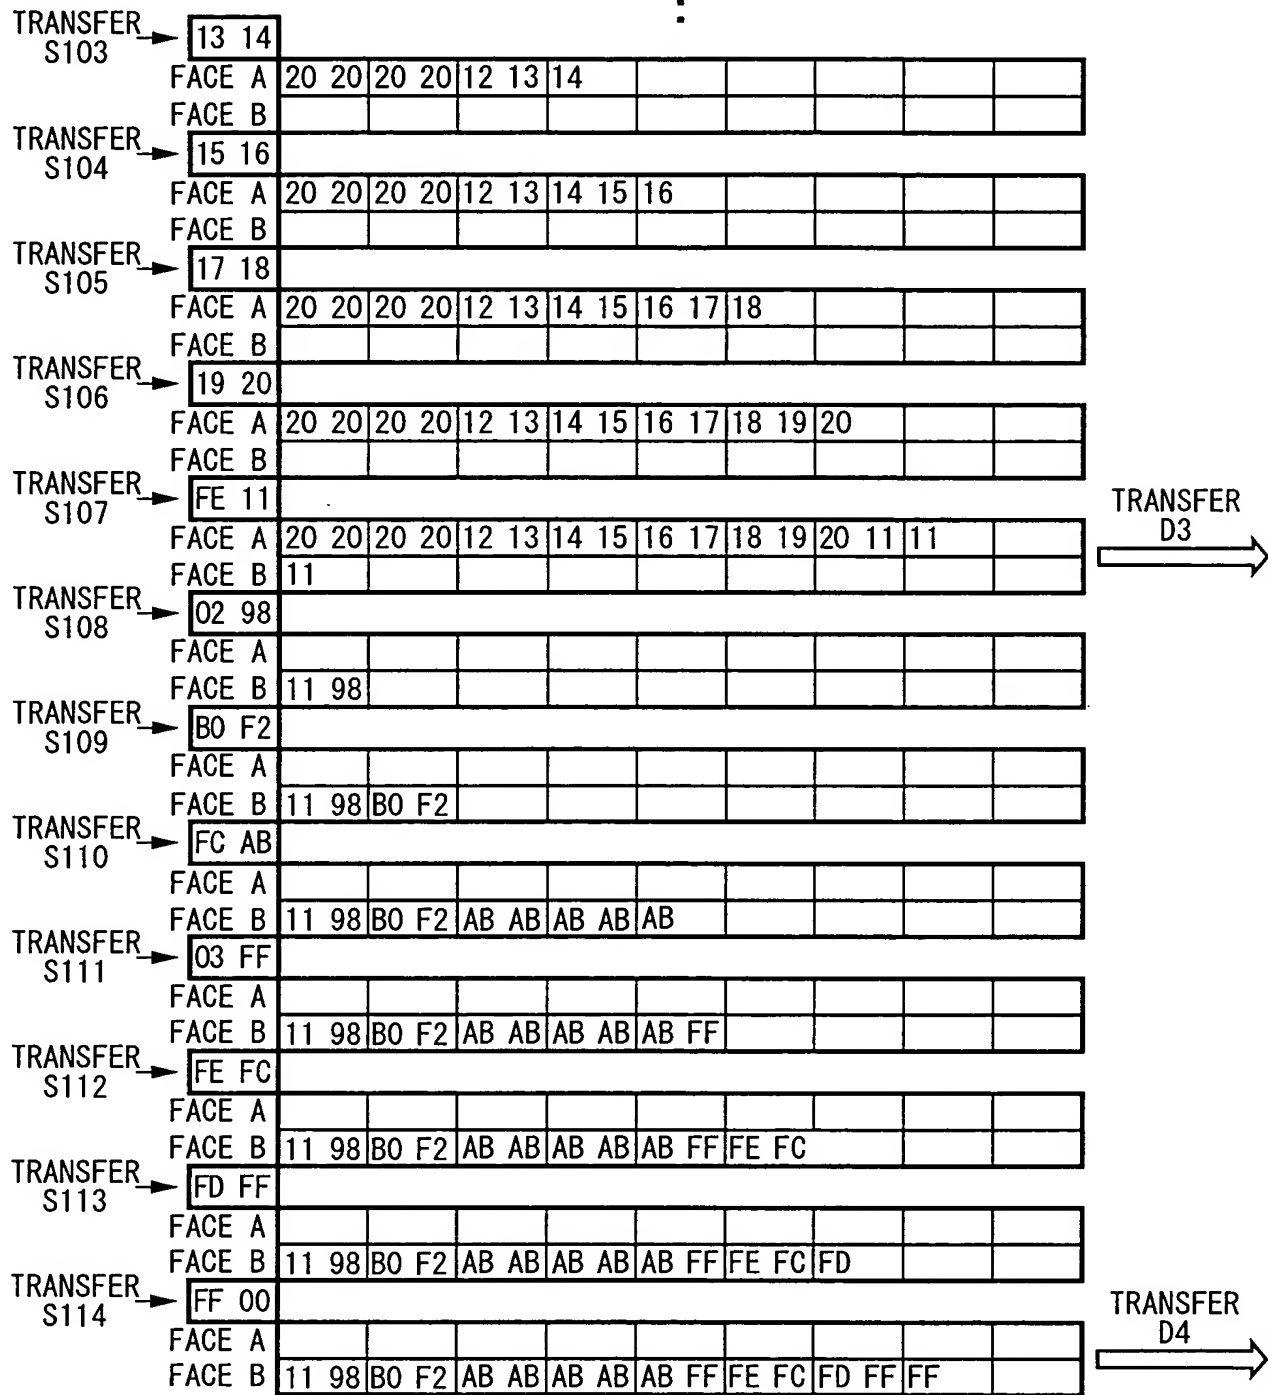 TRANSFER S103 13 14
FACE A 20 20 20 20 12 13 14
FACE B
TRANSFER S104 15 16
FACE A 20 20 20 20 12 13 14 15 16
FACE B
TRANSFER S105 17 18
FACE A 20 20 20 20 12 13 14 15 16 17 18
FACE B
TRANSFER S106 19 20
FACE A 20 20 20 20 12 13 14 15 16 17 18 19 20
FACE B
TRANSFER S107 FE 11
FACE A 20 20 20 20 12 13 14 15 16 17 18 19 20 11 11
FACE B 11
TRANSFER D3
TRANSFER S108 02 98
FACE A
FACE B 11 98
TRANSFER S109 B0 F2
FACE A
FACE B 11 98 B0 F2
TRANSFER S110 FC AB
FACE A
FACE B 11 98 B0 F2 AB AB AB AB AB
TRANSFER S111 03 FF
FACE A
FACE B 11 98 B0 F2 AB AB AB AB AB FF
TRANSFER S112 FE FC
FACE A
FACE B 11 98 B0 F2 AB AB AB AB AB FF FE FC
TRANSFER S113 FD FF
FACE A
FACE B 11 98 B0 F2 AB AB AB AB AB FF FE FC FD
TRANSFER S114 FF 00
FACE A
FACE B 11 98 B0 F2 AB AB AB AB AB FF FE FC FD FF FF
TRANSFER D4